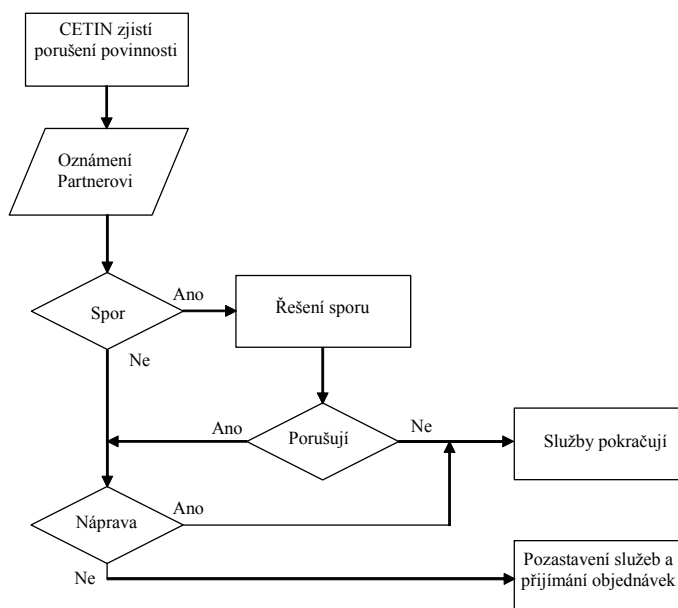 CETIN zjistí
porušení povinnosti
Oznámení
Partnerovi
Spor
Ano
Řešení sporu
Ne
Ano
Porušují
Ne
Služby pokračují
Náprava
Ano
Ne
Pozastavení služeb a
přijímání objednávek